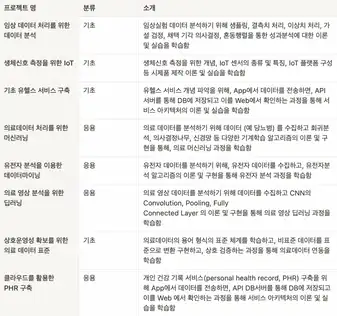 프로젝트 명 분류 소개
임상 데이터 처리를 위한 데이터 분석 기초 임상실험 데이터 분석하기 위해 샘플링, 결측치 처리, 이상치 처리, 가
설 검정, 채택 기각 의사결정, 혼동행렬을 통한 성과분석에 대한 이론
및 실습을 학습함
생체신호 측정을 위한 IoT 기초 생체신호 측정을 위한 개념, IoT 센서의 종류 및 특징, IoT 플랫폼 구성
등 시제품 제작 이론 및 실습을 학습함
기초 유헬스 서비스 구축 기초 유헬스 서비스 개념 파악을 위해, App에서 데이터를 전송하면, API
서버를 통해 DB에 저장되고 이를 Web에서 확인하는 과정을 통해 서
비스 아키텍처의 이론 및 실습을 학습함
의료데이터 처리를 위한 머신러닝 응용 의료 데이터를 분석하기 위해 데이터 (예 당뇨병) 를 수집하고 회귀분
석, 의사결정나무, 신경망 등 다양한 기계학습 알고리즘의 이론 및 구현
을 통해, 의료 머신러닝 과정을 학습함
유전자 분석을 이용한 데이터마이닝 응용 유전자 데이터를 분석하기 위해, 유전자 데이터를 수집하고, 유전자분
석 알고리즘의 이론 및 구현을 통해 유전자 분석 과정을 학습함
의료 영상 분석을 위한 딥러닝 응용 의료 영상 데이터를 분석하기 위해 데이터를 수집하고 CNN의
Convolution, Pooling, Fully
Connected Layer 의 이론 및 구현을 통해 의료 영상 딥러닝 과정을
학습함
상호운영성 확보를 위한 의료 데이터 표준 기초 의료데이터의 용어 형식의 표준 체계를 학습하고, 비표준 데이터를 표
준으로 변환 구현하고, 상호 검증하는 과정을 통해 의료데이터 연동을
학습함
클라우드를 활용한 PHR 구축 응용 개인 건강 기록 서비스(personal health record, PHR) 구축을 위
해 App에서 데이터를 전송하면, API DB서버를 통해 DB에 저장되고
이를 Web 에서 확인하는 과정을 통해 서비스 아키텍처의 이론 및 실
습을 학습함